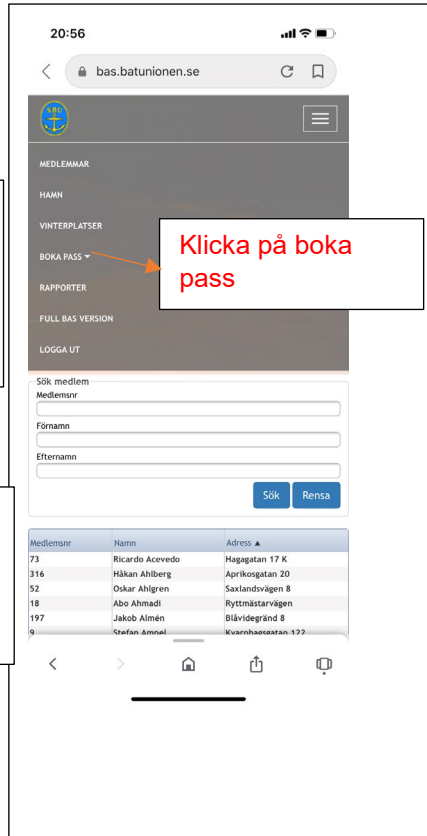 20:56
bas.batunionen.se
SBU
MEDLEMMAR
HAMN
VINTERPLATSER
BOKA PASS
RAPPORTER
FULL BAS VERSION
LOGGA UT
Klicka på boka
pass
Sök medlem
Medlemsnr
Förnamn
Efternamn
Sök Rensa
Medlemsnr Namn Adress ▲
73 Ricardo Acevedo Hagagatan 17 K
316 Håkan Ahlberg Aprikosgatan 20
52 Oskar Ahlgren Saxlandsvägen 8
18 Abo Ahmadi Ryttmästarvägen
197 Jakob Almén Blåvidegränd 8
9 Stefan Ampel Kvarnhagsgatan 122